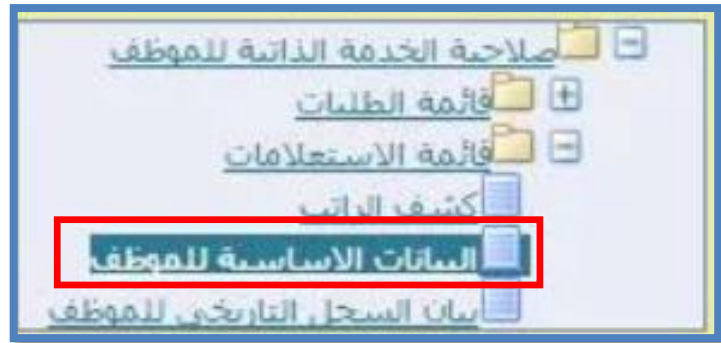 صلاحية الخدمة الذاتية للموظف
قائمة الطلبات
قائمة الاستعلامات
كشف الراتب
البيانات الاساسية للموظف
بيان السجل التاريخي للموظف